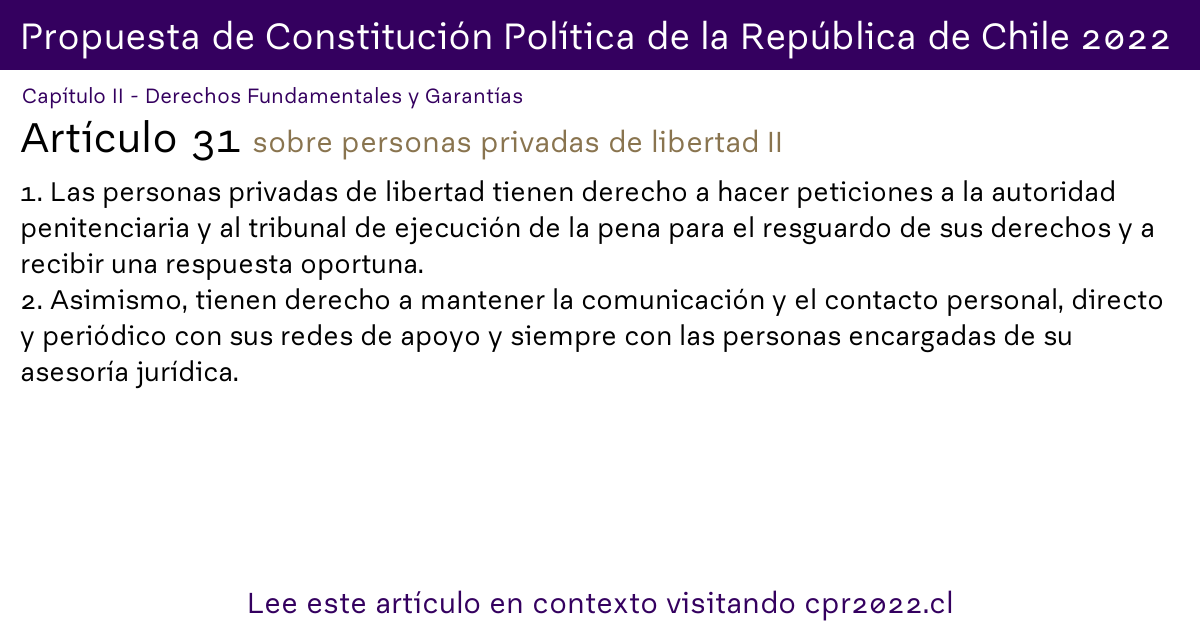 Propuesta de Constitución Política de la República de Chile 2022
Capítulo II - Derechos Fundamentales y Garantías
Artículo 31 sobre personas privadas de libertad II
1. Las personas privadas de libertad tienen derecho a hacer peticiones a la autoridad
penitenciaria y al tribunal de ejecución de la pena para el resguardo de sus derechos y a
recibir una respuesta oportuna.
2. Asimismo, tienen derecho a mantener la comunicación y el contacto personal, directo
y periódico con sus redes de apoyo y siempre con las personas encargadas de su
asesoría jurídica.
Lee este artículo en contexto visitando cpr2022.cl